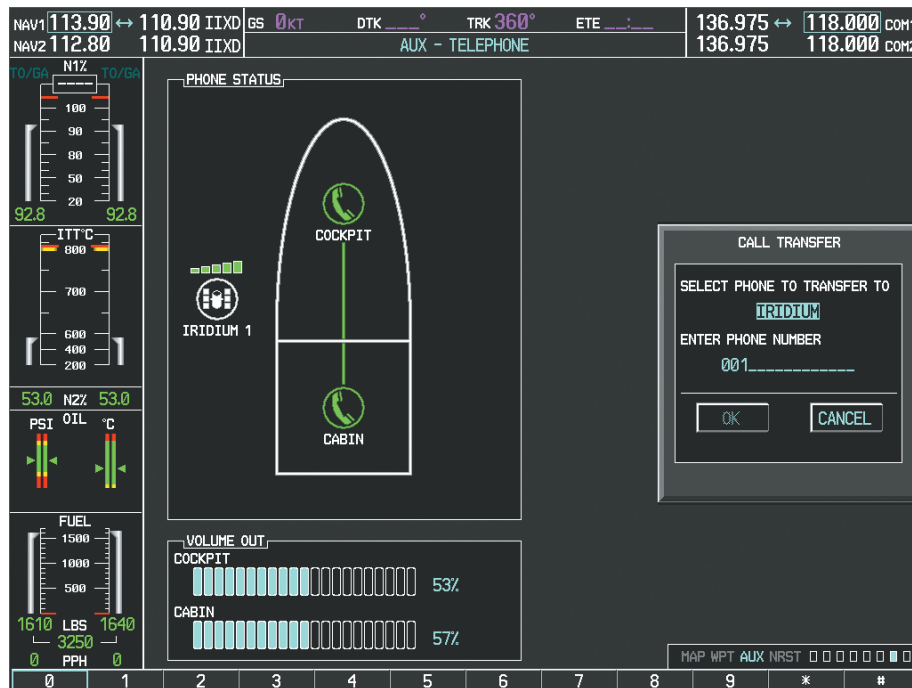 NAV1 113.90 ↔ 110.90 IIXD GS 0KT DTK ___° TRK 360° ETE __:__ 136.975 ↔ 118.000 COM1
NAV2 112.80 110.90 IIXD AUX - TELEPHONE 136.975 118.000 COM2
TO/GA N1% TO/GA
----
100
90
80
50
20
92.8 92.8
ITT°C
800
700
600
400
200
53.0 N2% 53.0
PSI OIL °C
FUEL
1500
1000
500
1610 LBS 1640
3250
0 PPH 0
PHONE STATUS
COCKPIT
IRIDIUM 1
CABIN
VOLUME OUT
COCKPIT
53%
CABIN
57%
CALL TRANSFER
SELECT PHONE TO TRANSFER TO
IRIDIUM
ENTER PHONE NUMBER
001____________
OK CANCEL
MAP WPT AUX NRST
0 1 2 3 4 5 6 7 8 9 * #